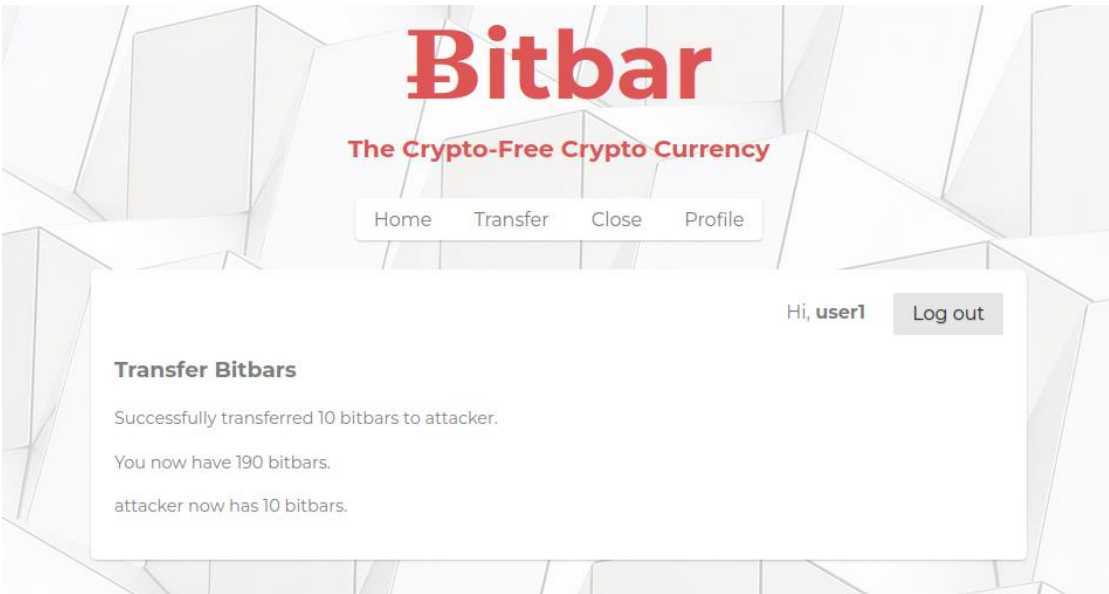 Ƀitbar
The Crypto-Free Crypto Currency
Home Transfer Close Profile
Hi, user1 Log out
Transfer Bitbars
Successfully transferred 10 bitbars to attacker.
You now have 190 bitbars.
attacker now has 10 bitbars.